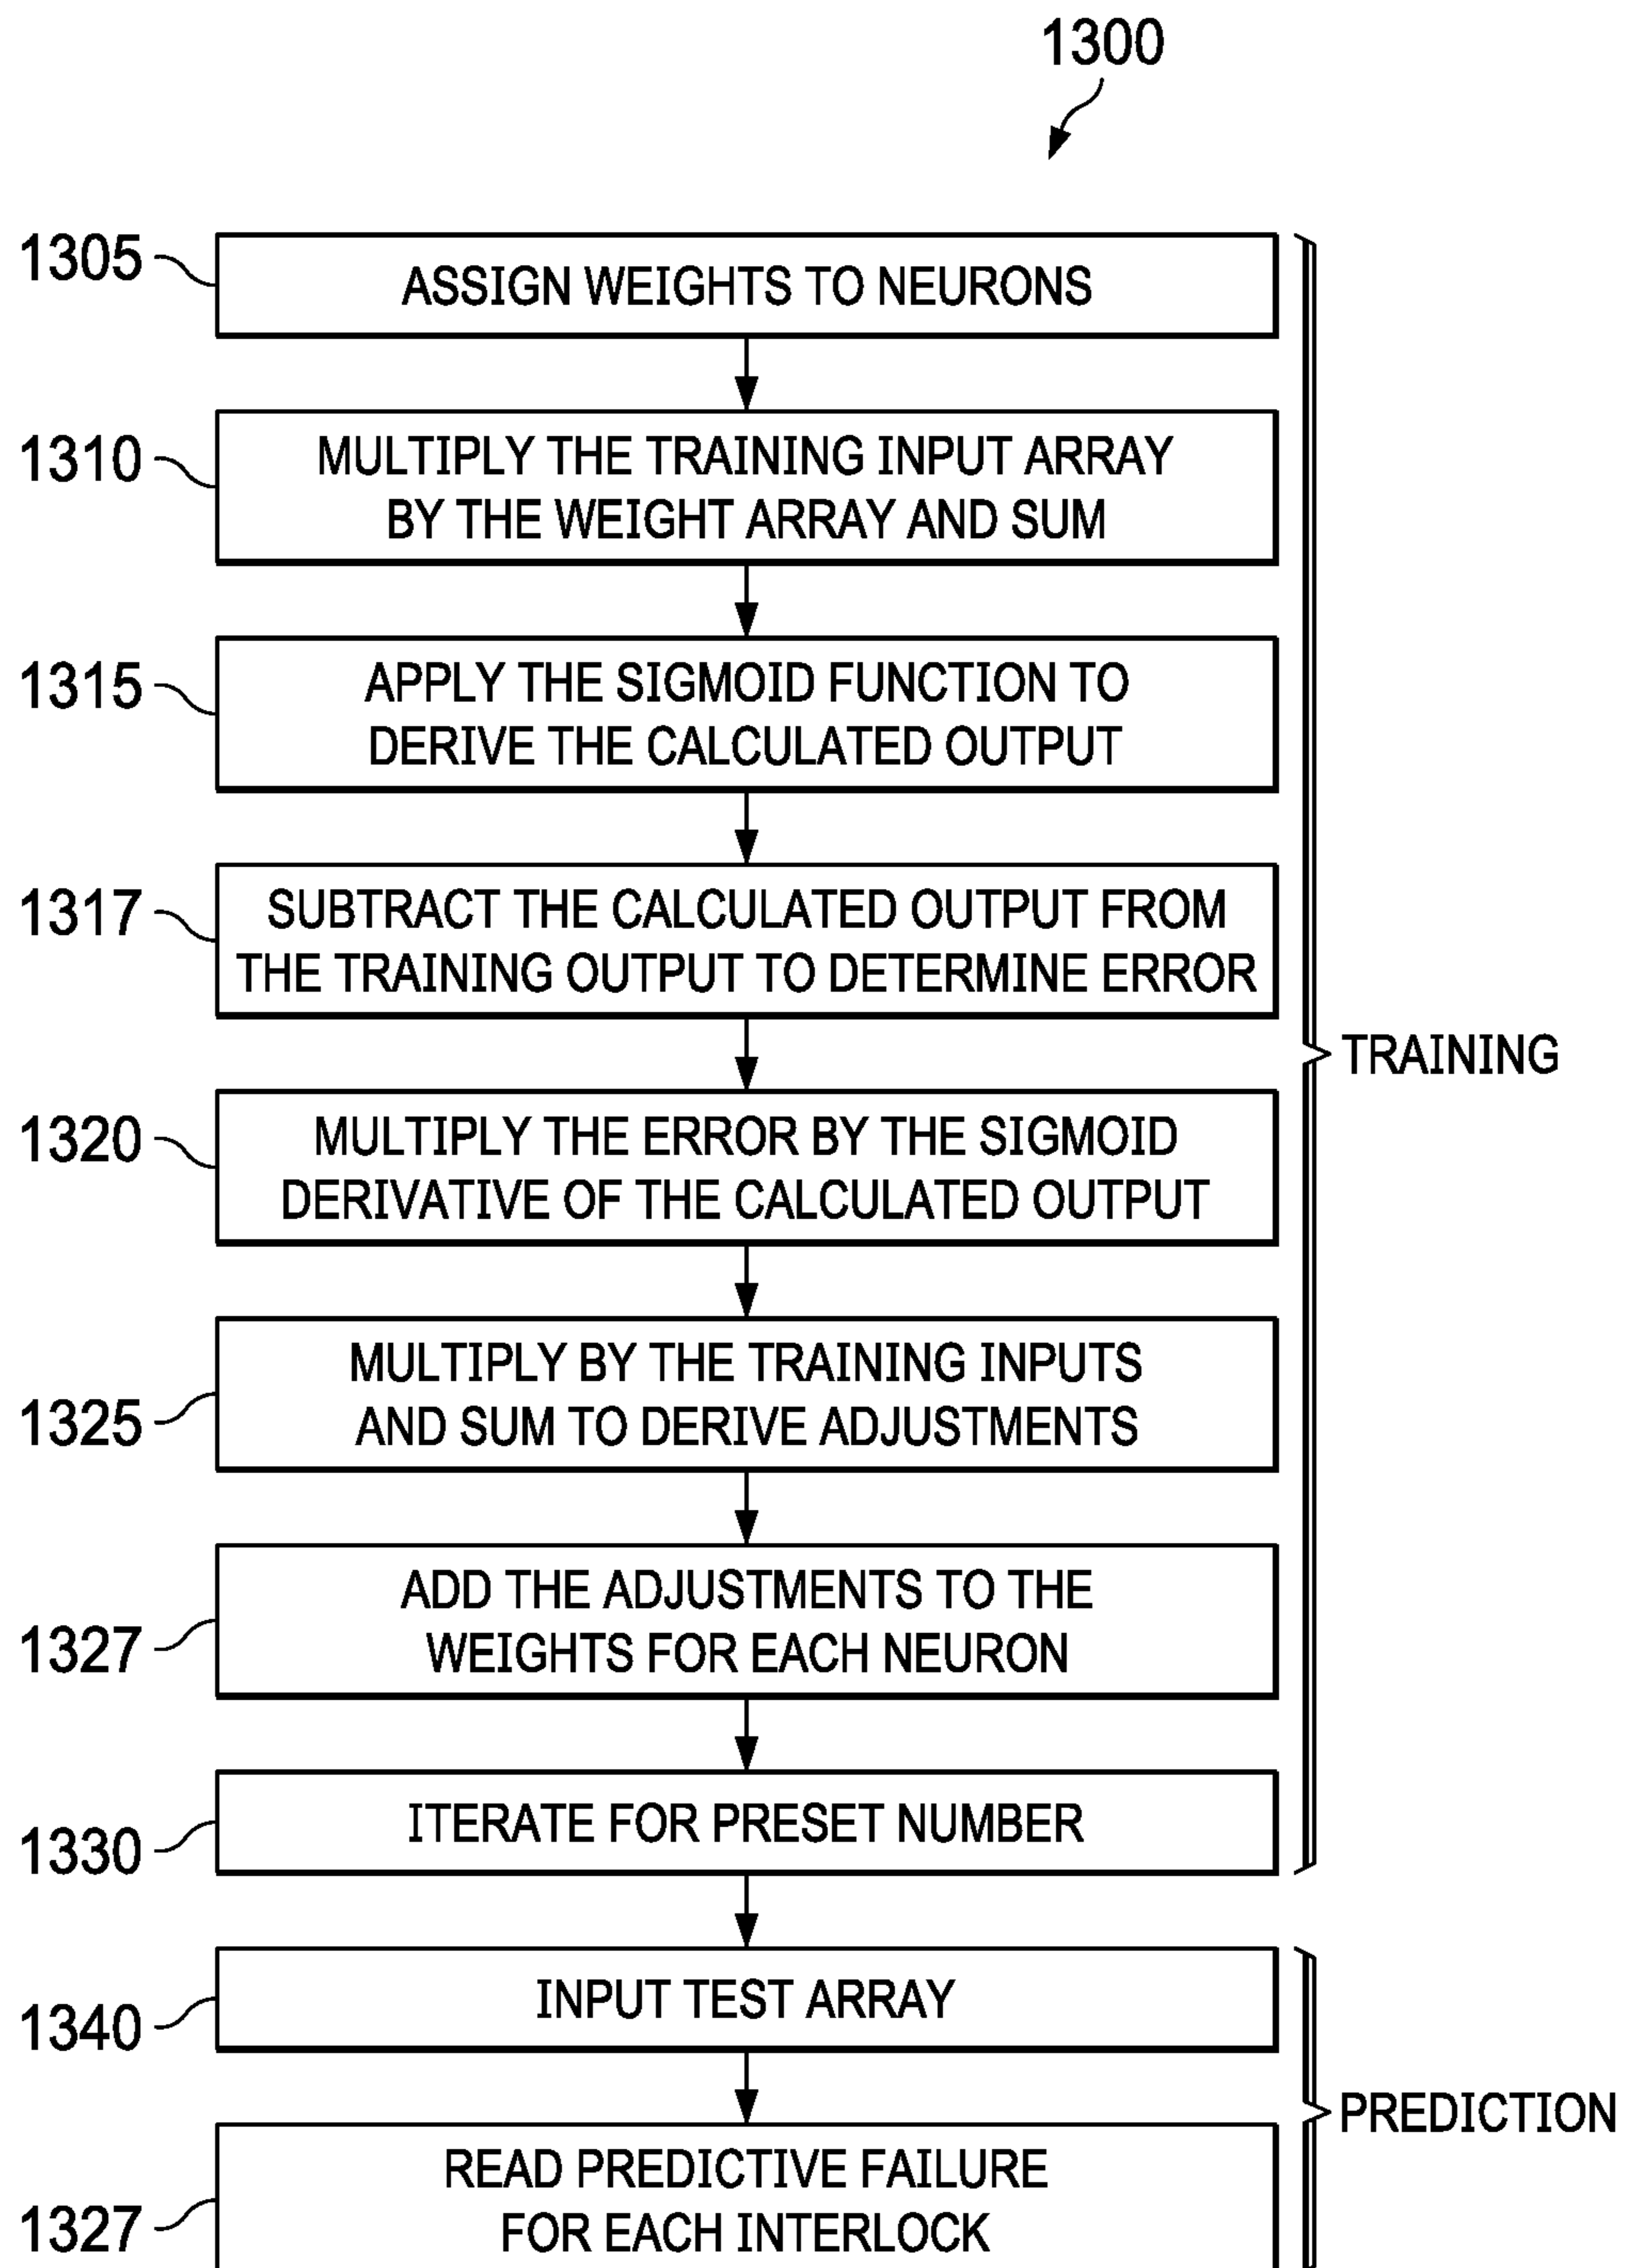 1300
1305
ASSIGN WEIGHTS TO NEURONS
1310
MULTIPLY THE TRAINING INPUT ARRAY
BY THE WEIGHT ARRAY AND SUM
1315
APPLY THE SIGMOID FUNCTION TO
DERIVE THE CALCULATED OUTPUT
1317
SUBTRACT THE CALCULATED OUTPUT FROM
THE TRAINING OUTPUT TO DETERMINE ERROR
TRAINING
1320
MULTIPLY THE ERROR BY THE SIGMOID
DERIVATIVE OF THE CALCULATED OUTPUT
1325
MULTIPLY BY THE TRAINING INPUTS
AND SUM TO DERIVE ADJUSTMENTS
1327
ADD THE ADJUSTMENTS TO THE
WEIGHTS FOR EACH NEURON
1330
ITERATE FOR PRESET NUMBER
1340
INPUT TEST ARRAY
PREDICTION
1327
READ PREDICTIVE FAILURE
FOR EACH INTERLOCK